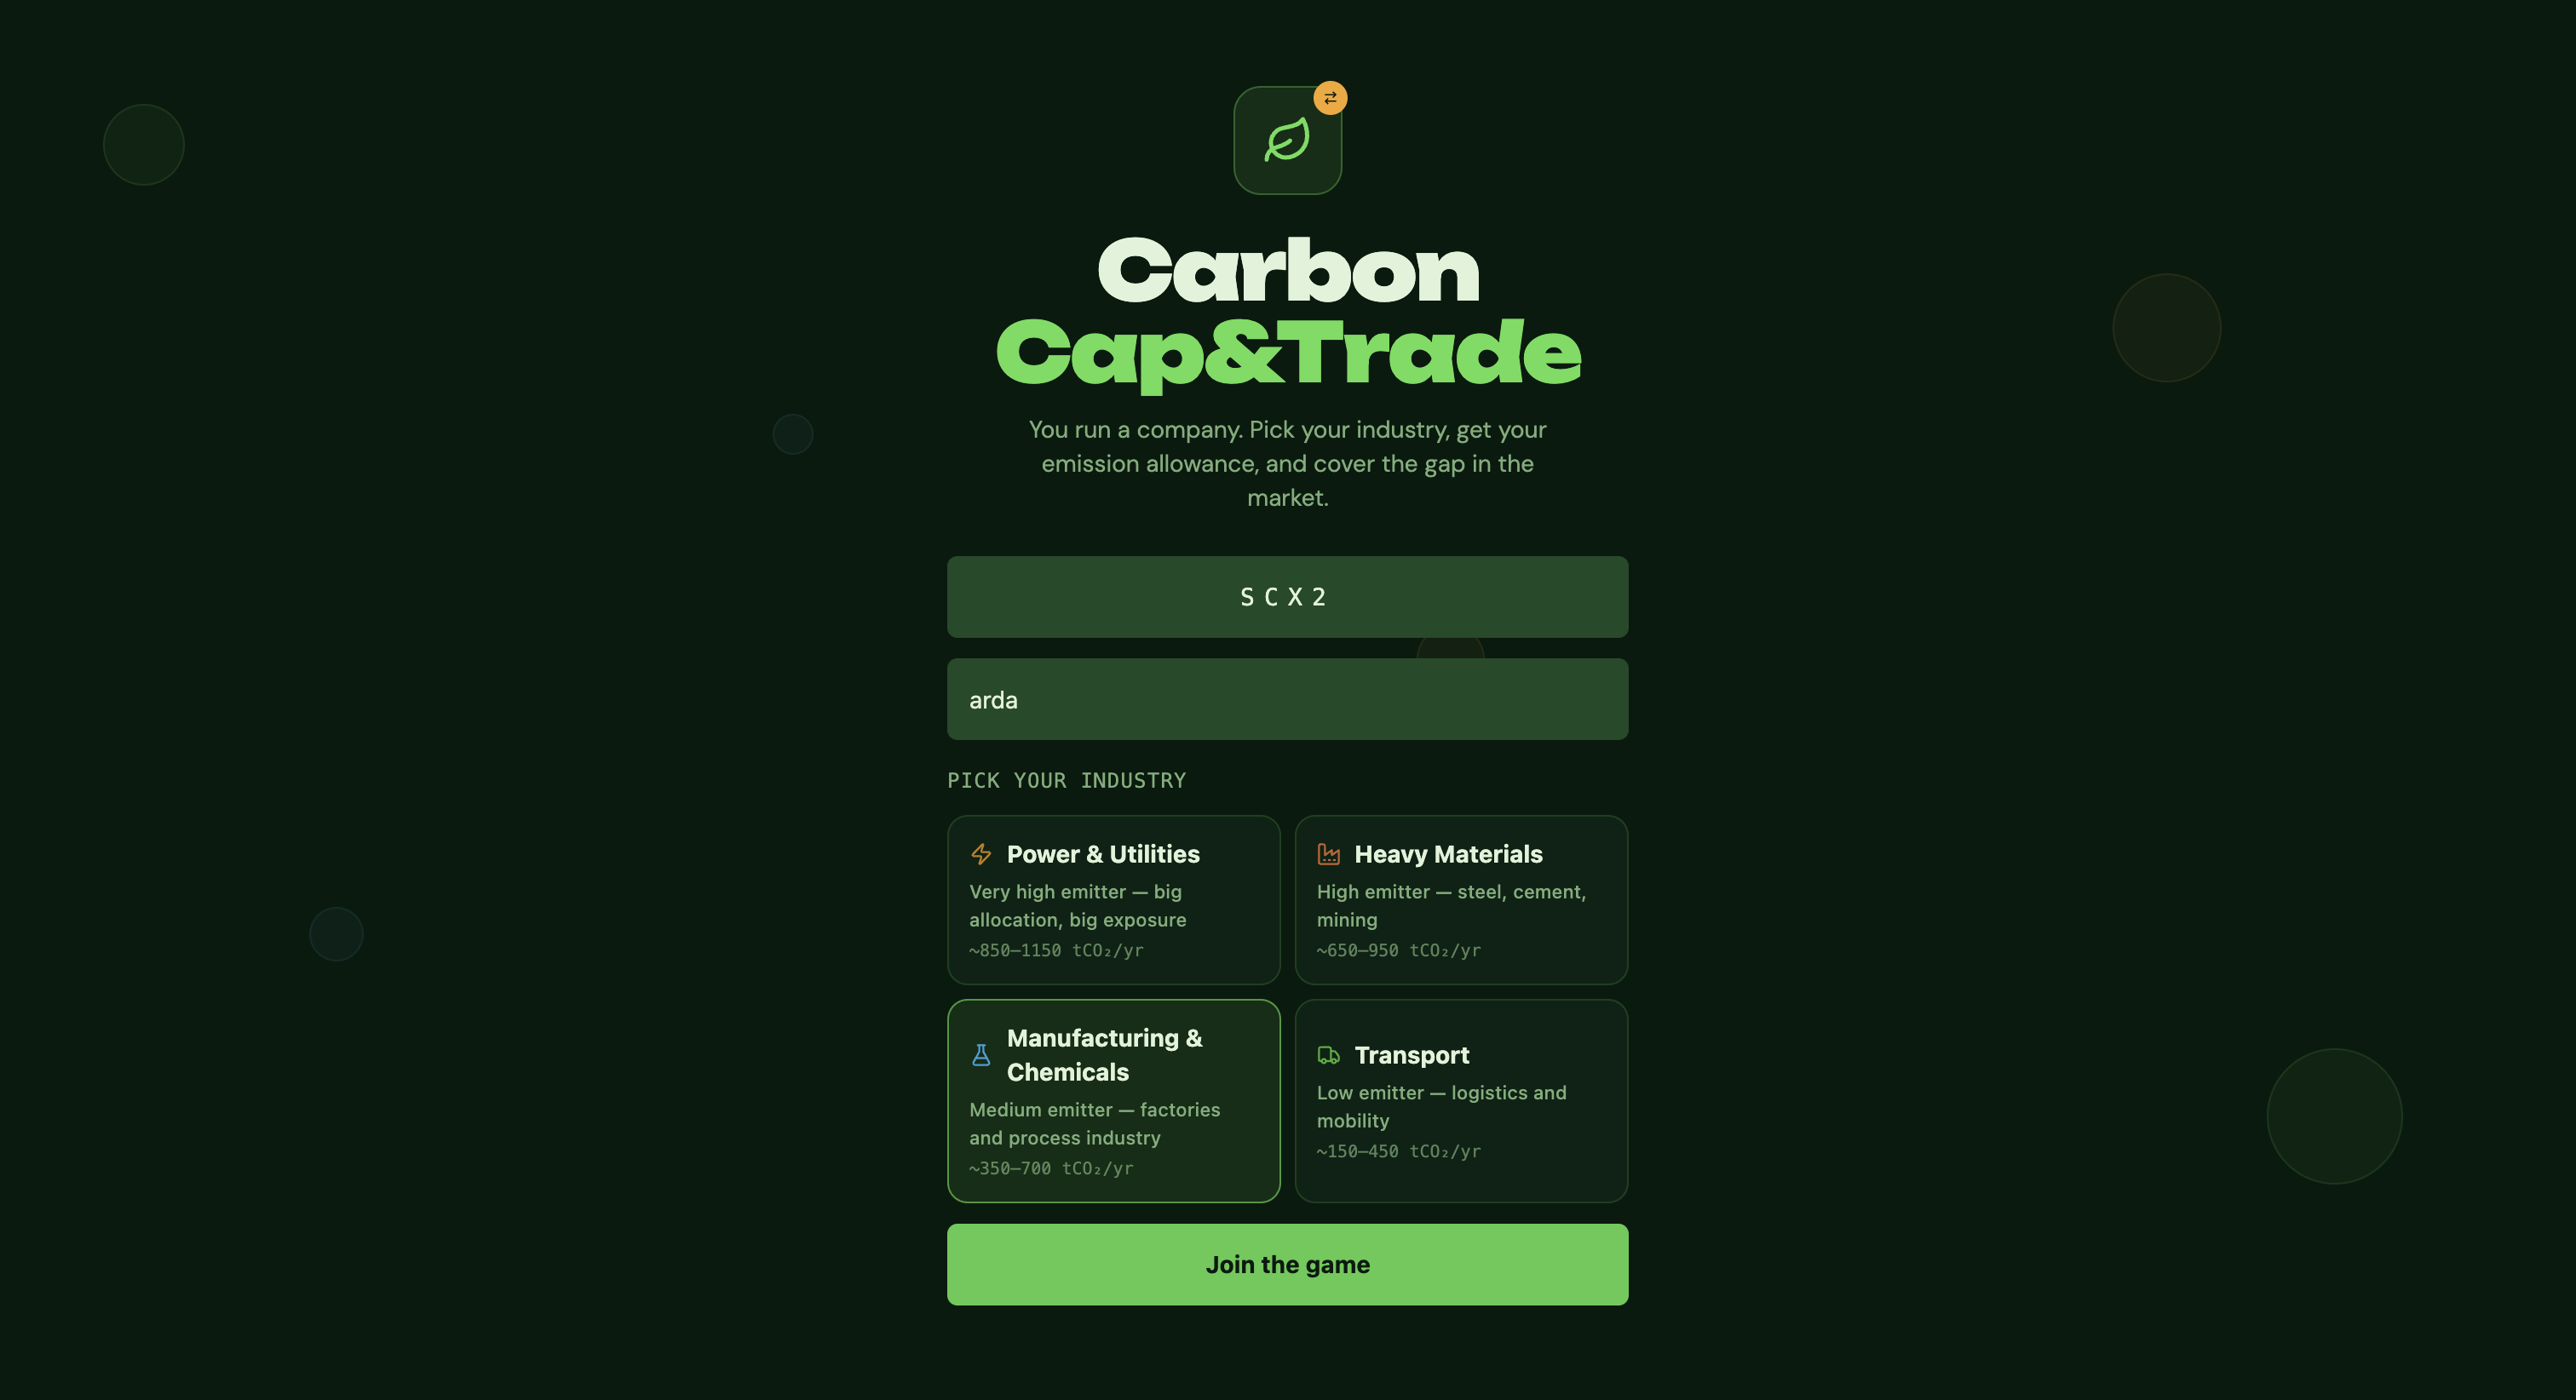 Carbon
Cap&Trade
You run a company. Pick your industry, get your
emission allowance, and cover the gap in the
market.
SCX2
arda
PICK YOUR INDUSTRY
Power & Utilities
Very high emitter — big
allocation, big exposure
~850–1150 tCO₂/yr
Heavy Materials
High emitter — steel, cement,
mining
~650–950 tCO₂/yr
Manufacturing &
Chemicals
Medium emitter — factories
and process industry
~350–700 tCO₂/yr
Transport
Low emitter — logistics and
mobility
~150–450 tCO₂/yr
Join the game